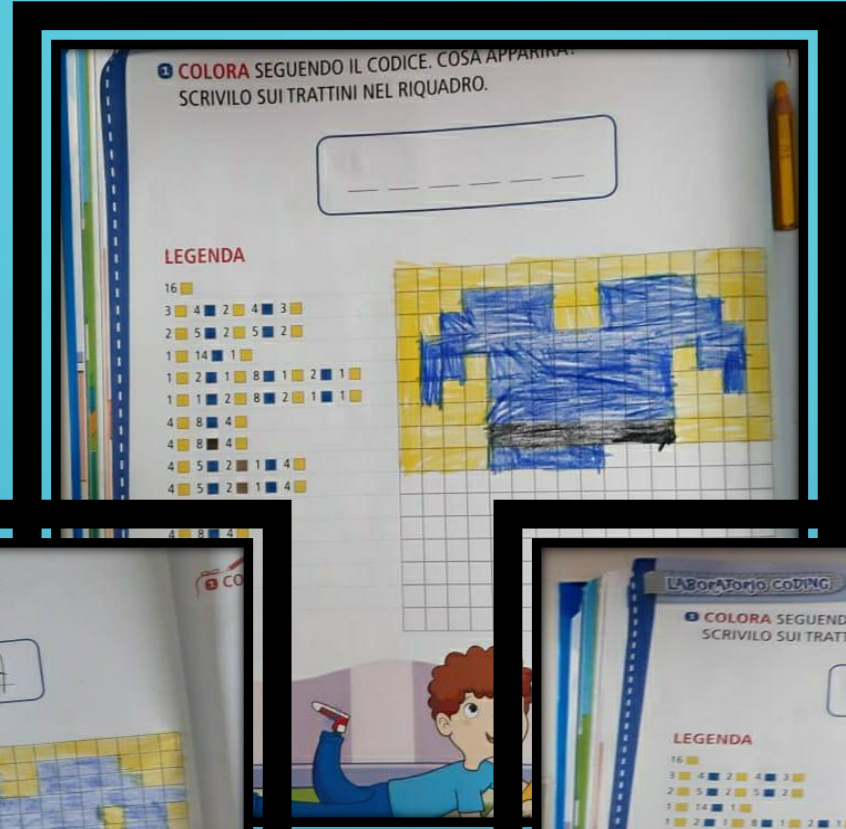 1 COLORA SEGUENDO IL CODICE. COSA APPARIRÀ?
SCRIVILO SUI TRATTINI NEL RIQUADRO.
LEGENDA
16
3 4 2 4 3
2 5 2 5 2
1 14 1
1 2 1 8 1 2 1
1 1 2 8 2 1 1
4 8 4
4 8 4
4 5 2 1 4
4 5 2 1 4
4 8 4
3 CO
LABORATORIO CODING
3 COLORA SEGUEND
SCRIVILO SUI TRATT
LEGENDA
16
3 4 2 4 3
2 5 2 5 2
1 14 1
1 2 1 8 1 2 1